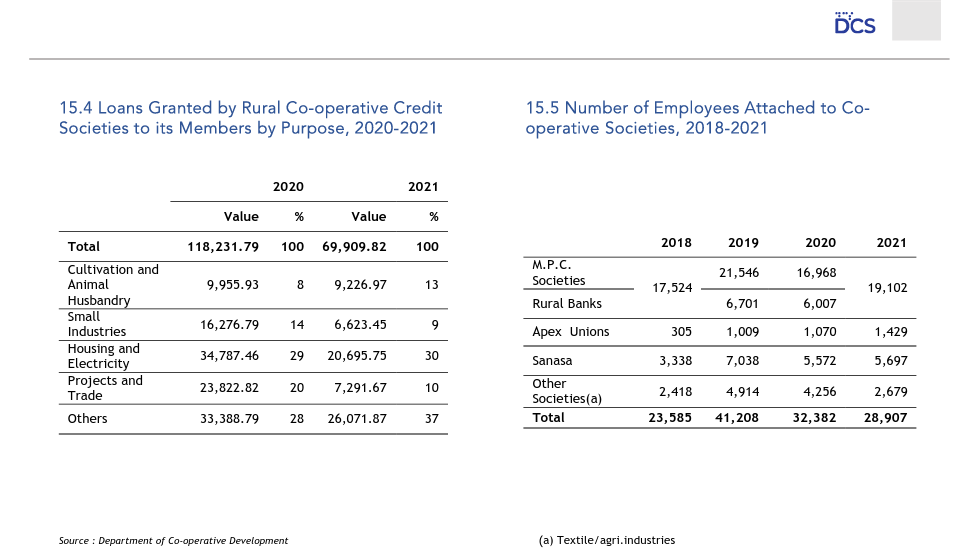 DCS
15.4 Loans Granted by Rural Co-operative Credit
Societies to its Members by Purpose, 2020-2021
2020 2021
Value % Value %
Total 118,231.79 100 69,909.82 100
Cultivation and
Animal
Husbandry
9,955.93 8 9,226.97 13
Small
Industries
16,276.79 14 6,623.45 9
Housing and
Electricity
34,787.46 29 20,695.75 30
Projects and
Trade
23,822.82 20 7,291.67 10
Others 33,388.79 28 26,071.87 37
Source : Department of Co-operative Development
15.5 Number of Employees Attached to Co-
operative Societies, 2018-2021
2018 2019 2020 2021
M.P.C.
Societies
17,524 21,546 16,968 19,102
Rural Banks 6,701 6,007
Apex Unions 305 1,009 1,070 1,429
Sanasa 3,338 7,038 5,572 5,697
Other
Societies(a)
2,418 4,914 4,256 2,679
Total 23,585 41,208 32,382 28,907
(a) Textile/agri.industries